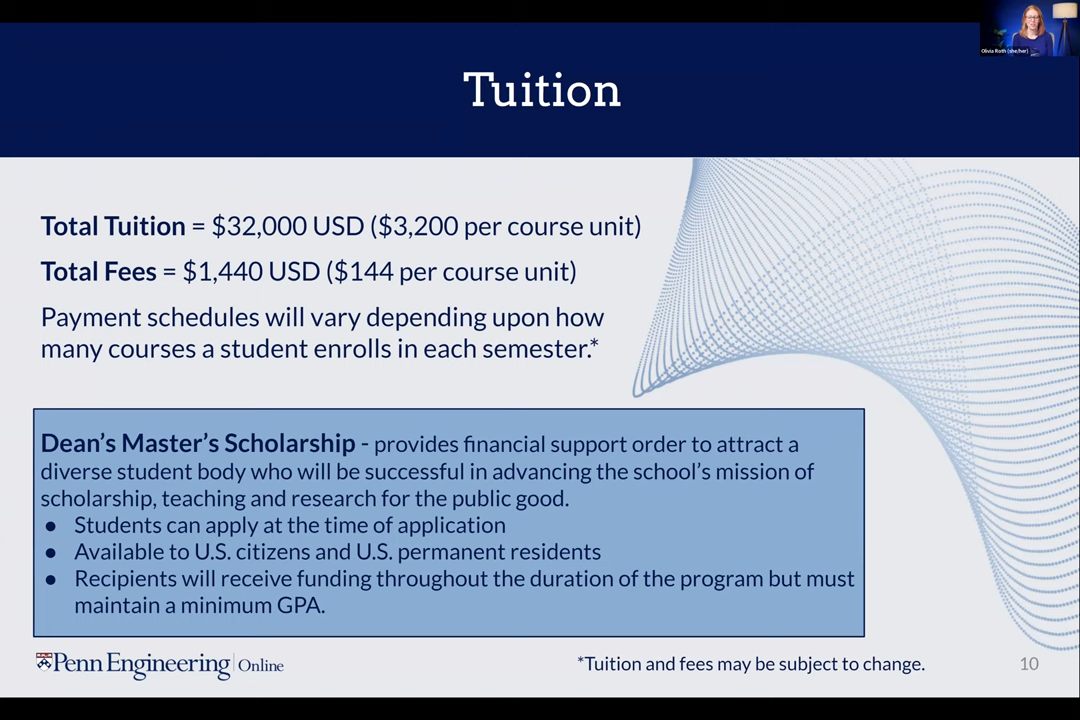 Olivia Roth (she/her)
Tuition
Total Tuition = $32,000 USD ($3,200 per course unit)
Total Fees = $1,440 USD ($144 per course unit)
Payment schedules will vary depending upon how
many courses a student enrolls in each semester.*
Dean's Master's Scholarship - provides financial support order to attract a
diverse student body who will be successful in advancing the school's mission of
scholarship, teaching and research for the public good.
● Students can apply at the time of application
● Available to U.S. citizens and U.S. permanent residents
● Recipients will receive funding throughout the duration of the program but must
maintain a minimum GPA.
Penn Engineering | Online
*Tuition and fees may be subject to change.
10